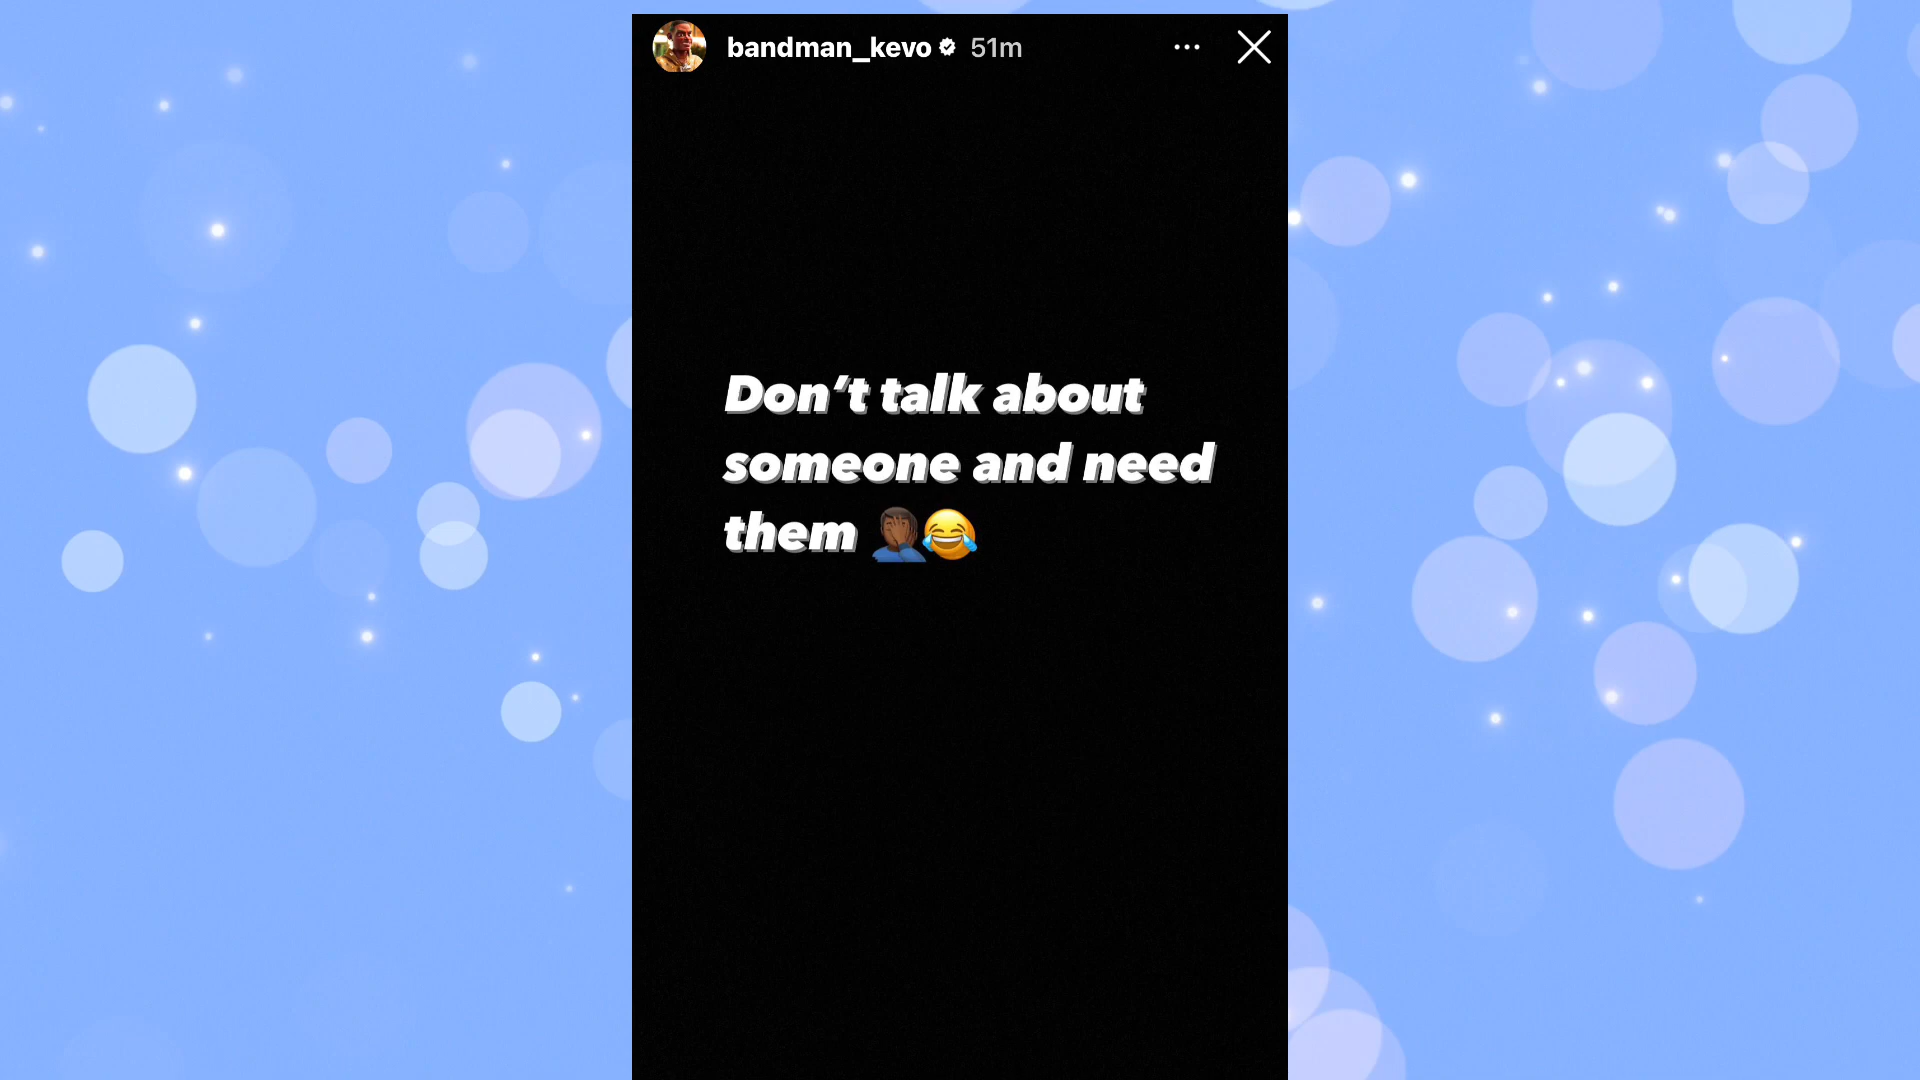 bandman_kevo 51m
Don’t talk about
someone and need
them 🤦🏾‍♂️😂